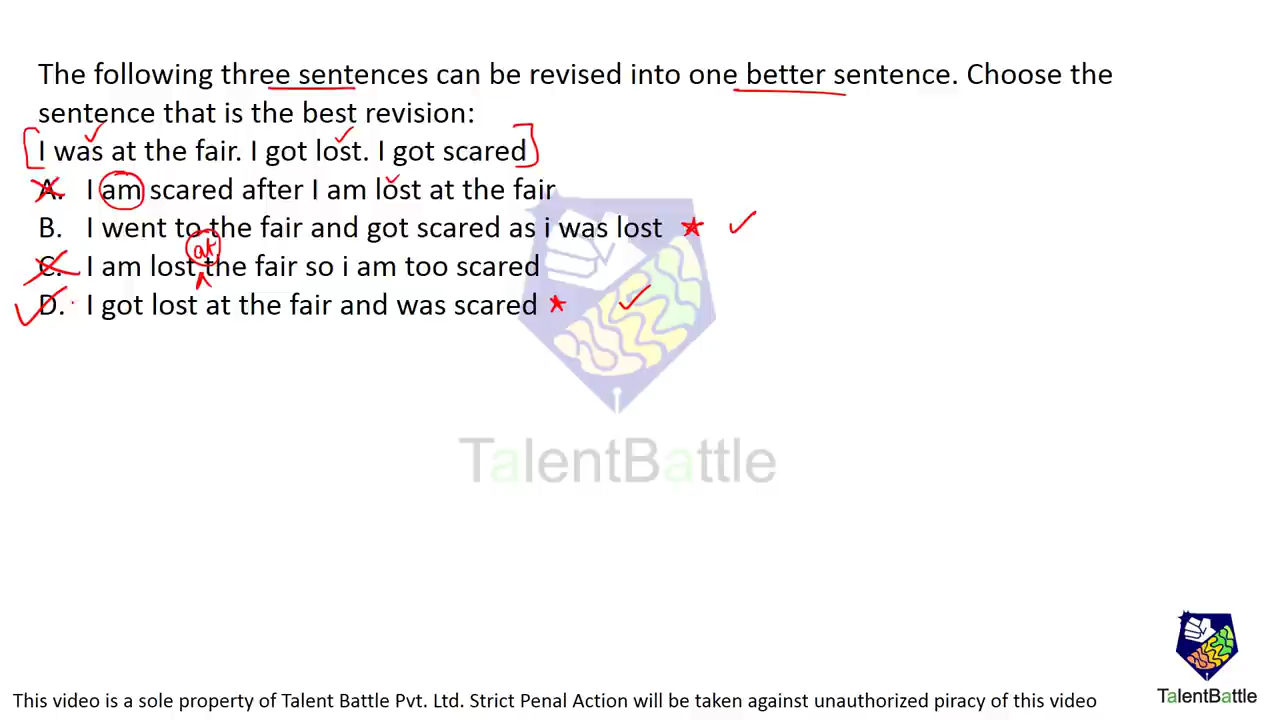 The following three sentences can be revised into one better sentence. Choose the
sentence that is the best revision:
I was at the fair. I got lost. I got scared
A. I am scared after I am lost at the fair
B. I went to the fair and got scared as i was lost
at
C. I am lost the fair so i am too scared
D. I got lost at the fair and was scared
TalentBattle
TalentBattle
This video is a sole property of Talent Battle Pvt. Ltd. Strict Penal Action will be taken against unauthorized piracy of this video